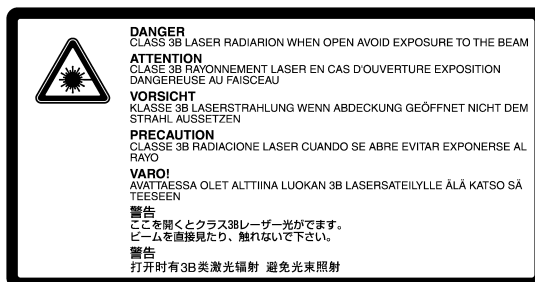 DANGER
CLASS 3B LASER RADIARION WHEN OPEN AVOID EXPOSURE TO THE BEAM
ATTENTION
CLASE 3B RAYONNEMENT LASER EN CAS D'OUVERTURE EXPOSITION
DANGEREUSE AU FAISCEAU
VORSICHT
KLASSE 3B LASERSTRAHLUNG WENN ABDECKUNG GEÖFFNET NICHT DEM
STRAHL AUSSETZEN
PRECAUTION
CLASSE 3B RADIACIONE LASER CUANDO SE ABRE EVITAR EXPONERSE AL
RAYO
VARO!
AVATTAESSA OLET ALTTIINA LUOKAN 3B LASERSATEILYLLE ÄLÄ KATSO SÄ
TEESEEN
警告
ここを開くとクラス3Bレーザー光がでます。
ビームを直接見たり、触れないで下さい。
警告
打开时有3B类激光辐射 避免光束照射